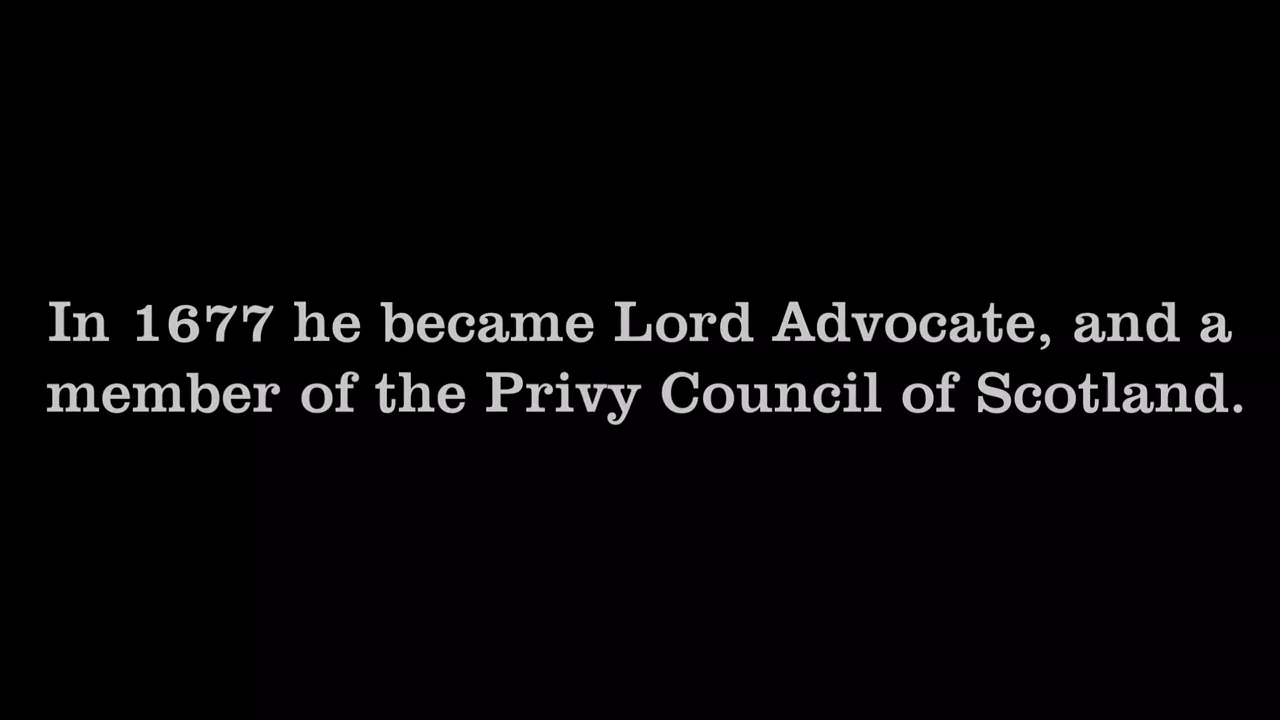 In 1677 he became Lord Advocate, and a
member of the Privy Council of Scotland.